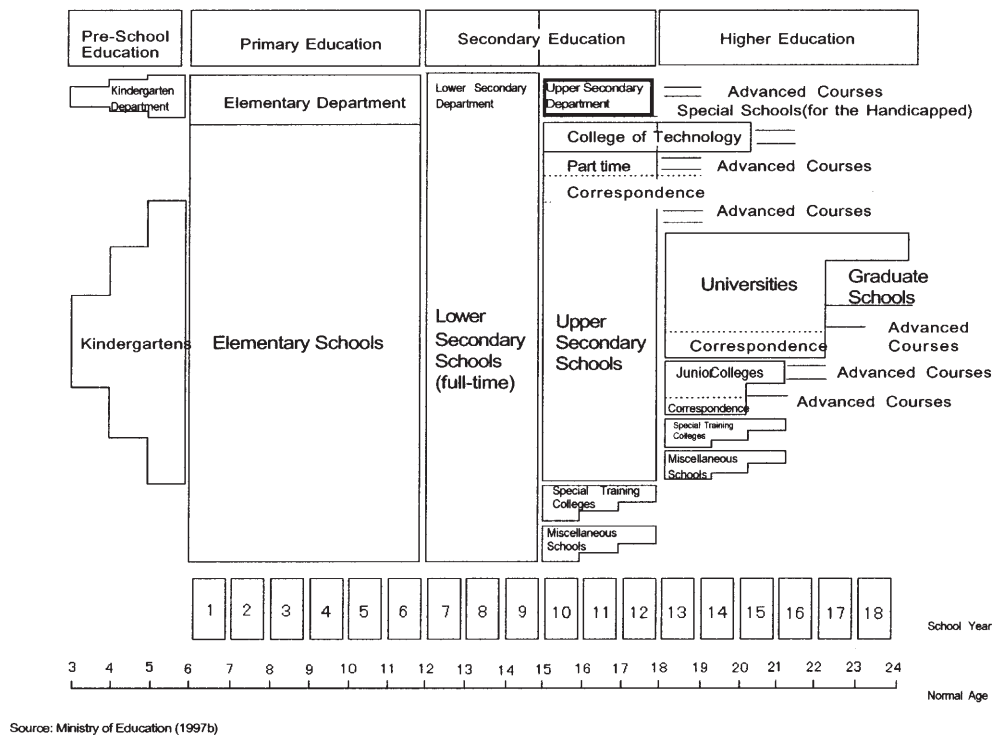 Pre-School
Education
Primary Education
Secondary Education
Higher Education
Kindergarten
Department
Elementary Department
Lower Secondary
Department
Upper Secondary
Department
Advanced Courses
Special Schools(for the Handicapped)
College of Technology
Part time
Advanced Courses
Correspondence
Advanced Courses
Universities
Graduate
Schools
Correspondence
Advanced
Courses
Kindergartens
Elementary Schools
Lower
Secondary
Schools
(full-time)
Upper
Secondary
Schools
JuniorColleges
Advanced Courses
Correspondence
Advanced Courses
Special Training
Colleges
Miscellaneous
Schools
Special Training
Colleges
Miscellaneous
Schools
1 2 3 4 5 6 7 8 9 10 11 12 13 14 15 16 17 18
School Year
3 4 5 6 7 8 9 10 11 12 13 14 15 16 17 18 19 20 21 22 23 24
Normal Age
Source: Ministry of Education (1997b)